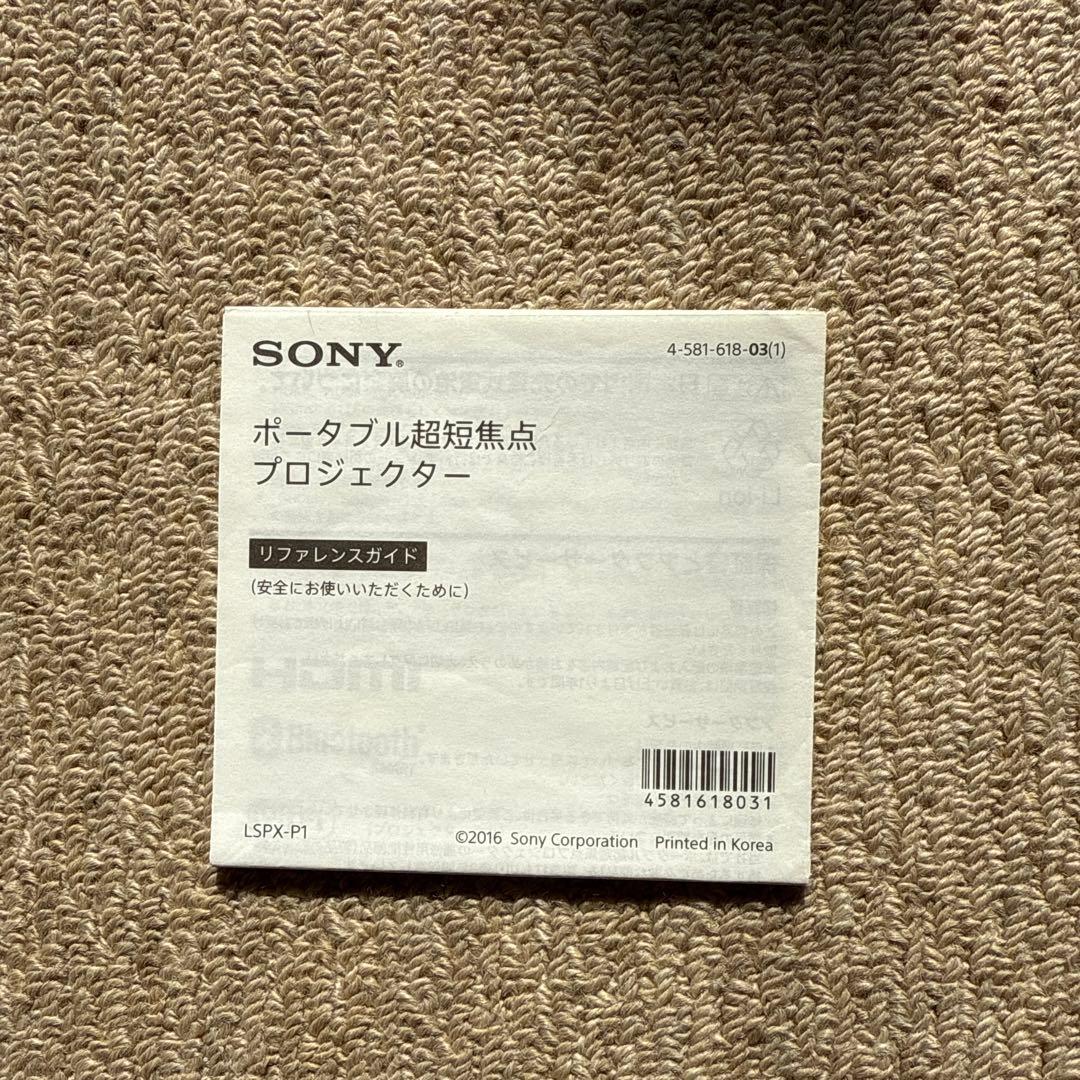 SONY®
4-581-618-03(1)
ポータブル超短焦点
プロジェクター
リファレンスガイド
(安全にお使いいただくために)
4581618031
LSPX-P1
©2016 Sony Corporation Printed in Korea